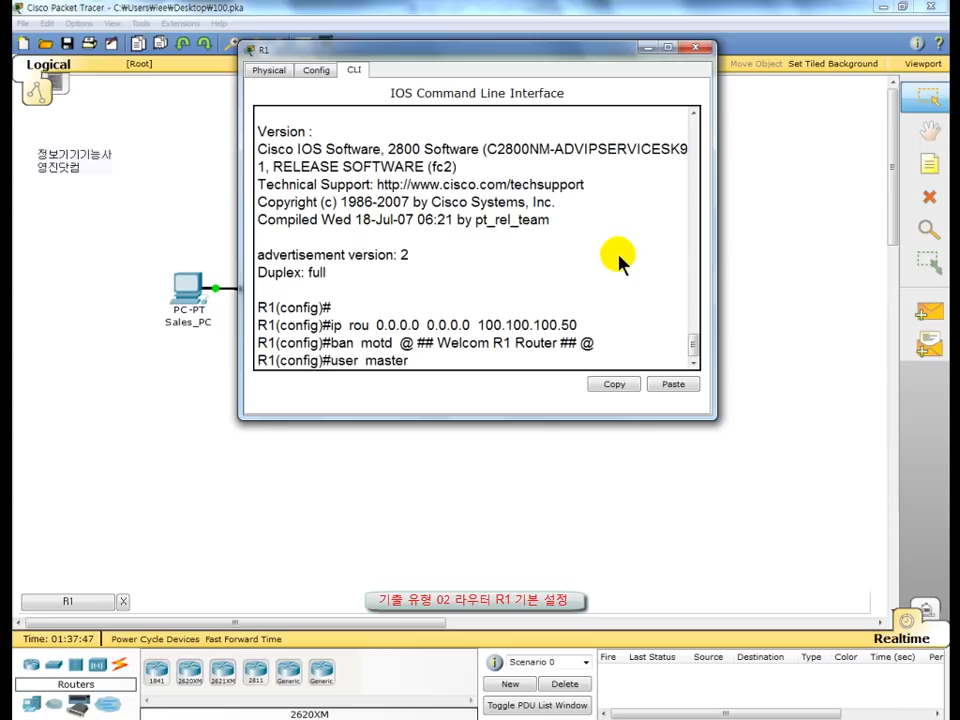 Cisco Packet Tracer - C:₩Users₩lee₩Desktop₩100.pka
File Edit Options View Tools Extensions Help
Logical
[Root]
Move Object
Set Tiled Background
Viewport
R1
Physical
Config
CLI
IOS Command Line Interface
Version :
Cisco IOS Software, 2800 Software (C2800NM-ADVIPSERVICESK9
1, RELEASE SOFTWARE (fc2)
Technical Support: http://www.cisco.com/techsupport
Copyright (c) 1986-2007 by Cisco Systems, Inc.
Compiled Wed 18-Jul-07 06:21 by pt_rel_team
advertisement version: 2
Duplex: full
R1(config)#
R1(config)#ip rou 0.0.0.0 0.0.0.0 100.100.100.50
R1(config)#ban motd @ ## Welcom R1 Router ## @
R1(config)#user master
Copy
Paste
정보기기기능사
영진닷컴
PC-PT
Sales_PC
R1
X
기출 유형 02 라우터 R1 기본 설정
Time: 01:37:47
Power Cycle Devices Fast Forward Time
Realtime
Routers
1841
2620XM
2621XM
2811
Generic
Generic
2620XM
Scenario 0
New
Delete
Toggle PDU List Window
Fire Last Status Source Destination Type Color Time (sec) Per